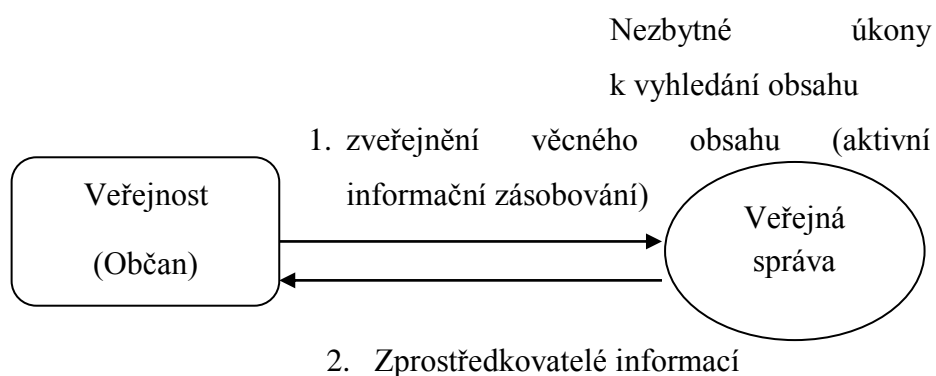 Nezbytné úkony
k vyhledání obsahu
1. zveřejnění věcného obsahu (aktivní
informační zásobování)
Veřejnost
(Občan)
Veřejná
správa
2. Zprostředkovatelé informací